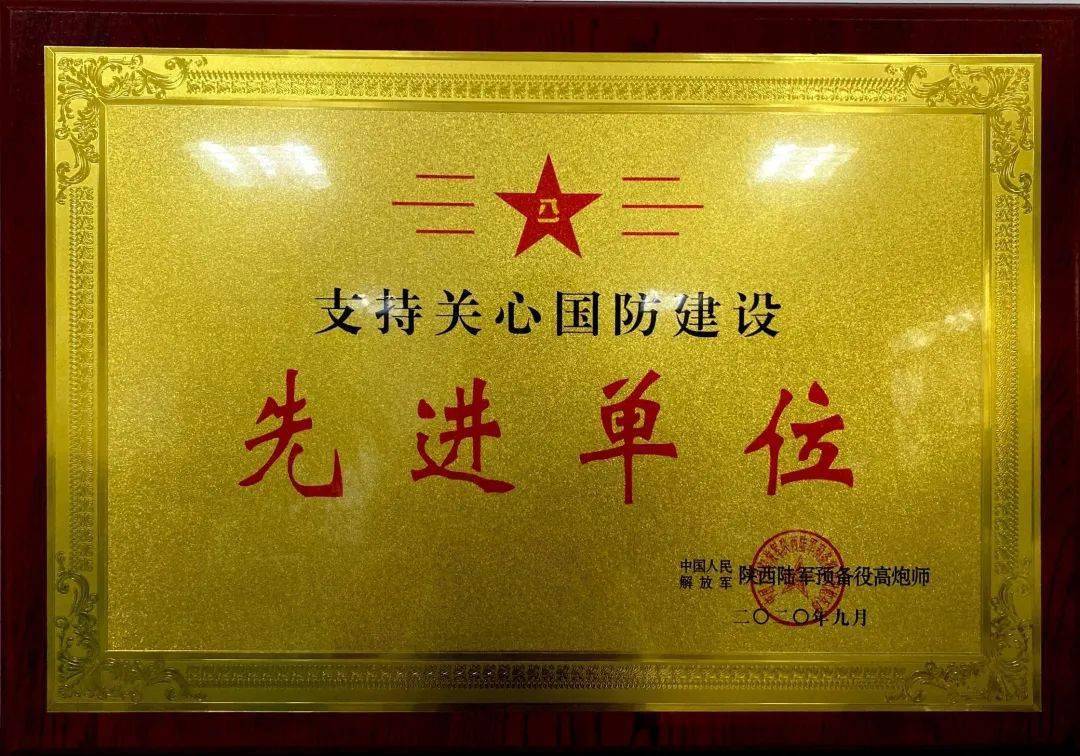 八一
支持关心国防建设
先进单位
中国人民解放军 陕西陆军预备役高炮师
二〇二〇年九月